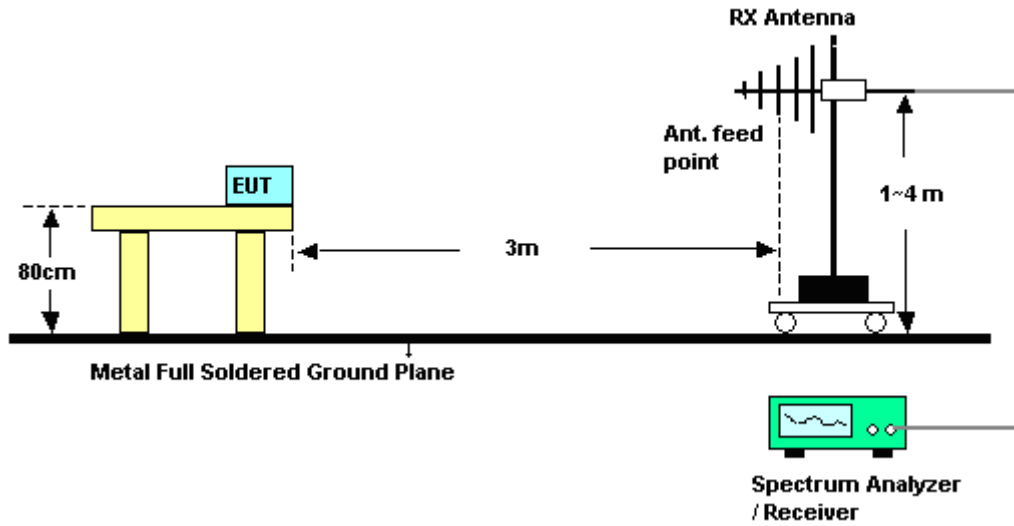 RX Antenna
Ant. feed
point
1~4 m
EUT
3m
80cm
Metal Full Soldered Ground Plane
Spectrum Analyzer
/ Receiver